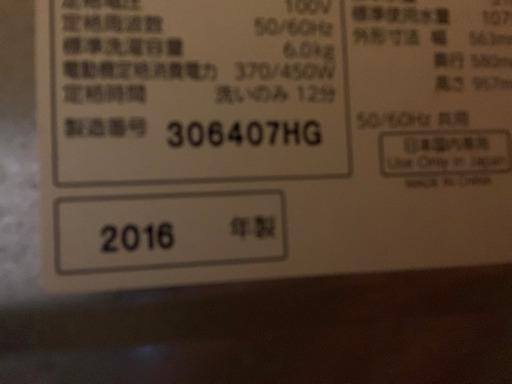 定格電圧 100V
定格周波数 50/60Hz
標準洗濯容量 6.0kg
電動機定格消費電力 370/450W
定格時間 洗いのみ 12分
製造番号 306407HG
2016 年製
標準使用水量 107
外形寸法 幅 563mm
奥行 580mm
高さ 957mm
50/60Hz 共用
日本国内専用
Use Only in Japan
MADE IN CHINA